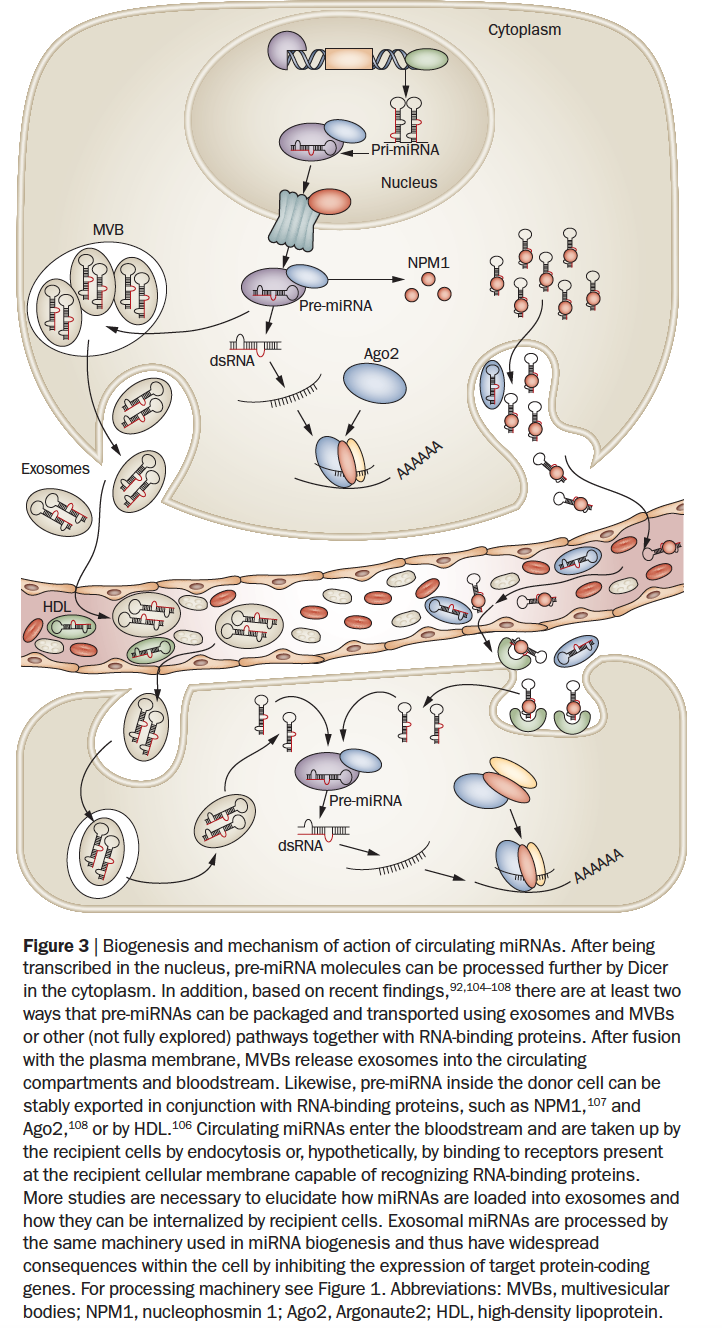 Cytoplasm
Pri-miRNA
Nucleus
MVB
NPM1
Pre-miRNA
dsRNA
Ago2
AAAAAA
Exosomes
HDL
Pre-miRNA
dsRNA
AAAAAA
Figure 3 | Biogenesis and mechanism of action of circulating miRNAs. After being
transcribed in the nucleus, pre-miRNA molecules can be processed further by Dicer
in the cytoplasm. In addition, based on recent findings,92,104–108 there are at least two
ways that pre-miRNAs can be packaged and transported using exosomes and MVBs
or other (not fully explored) pathways together with RNA-binding proteins. After fusion
with the plasma membrane, MVBs release exosomes into the circulating
compartments and bloodstream. Likewise, pre-miRNA inside the donor cell can be
stably exported in conjunction with RNA-binding proteins, such as NPM1,107 and
Ago2,108 or by HDL.106 Circulating miRNAs enter the bloodstream and are taken up by
the recipient cells by endocytosis or, hypothetically, by binding to receptors present
at the recipient cellular membrane capable of recognizing RNA-binding proteins.
More studies are necessary to elucidate how miRNAs are loaded into exosomes and
how they can be internalized by recipient cells. Exosomal miRNAs are processed by
the same machinery used in miRNA biogenesis and thus have widespread
consequences within the cell by inhibiting the expression of target protein-coding
genes. For processing machinery see Figure 1. Abbreviations: MVBs, multivesicular
bodies; NPM1, nucleophosmin 1; Ago2, Argonaute2; HDL, high-density lipoprotein.